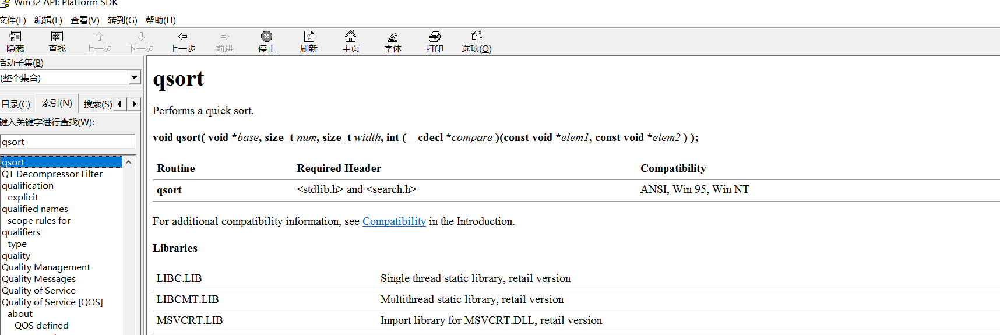 Win32 API: Platform SDK
文件(F) 编辑(E) 查看(V) 转到(G) 帮助(H)
隐藏 查找 上一步 下一步 上一步 前进 停止 刷新 主页 字体 打印 选项(O)
活动子集(B)
(整个集合)
目录(C) 索引(N) 搜索(S)
键入关键字进行查找(W):
qsort
qsort
QT Decompressor Filter
qualification
explicit
qualified names
scope rules for
qualifiers
type
quality
Quality Management
Quality Messages
Quality of Service
Quality of Service [QOS]
about
QOS defined
qsort
Performs a quick sort.
void qsort( void *base, size_t num, size_t width, int (__cdecl *compare )(const void *elem1, const void *elem2 ) );
Routine Required Header Compatibility
qsort <stdlib.h> and <search.h> ANSI, Win 95, Win NT
For additional compatibility information, see Compatibility in the Introduction.
Libraries
LIBC.LIB Single thread static library, retail version
LIBCMT.LIB Multithread static library, retail version
MSVCRT.LIB Import library for MSVCRT.DLL, retail version